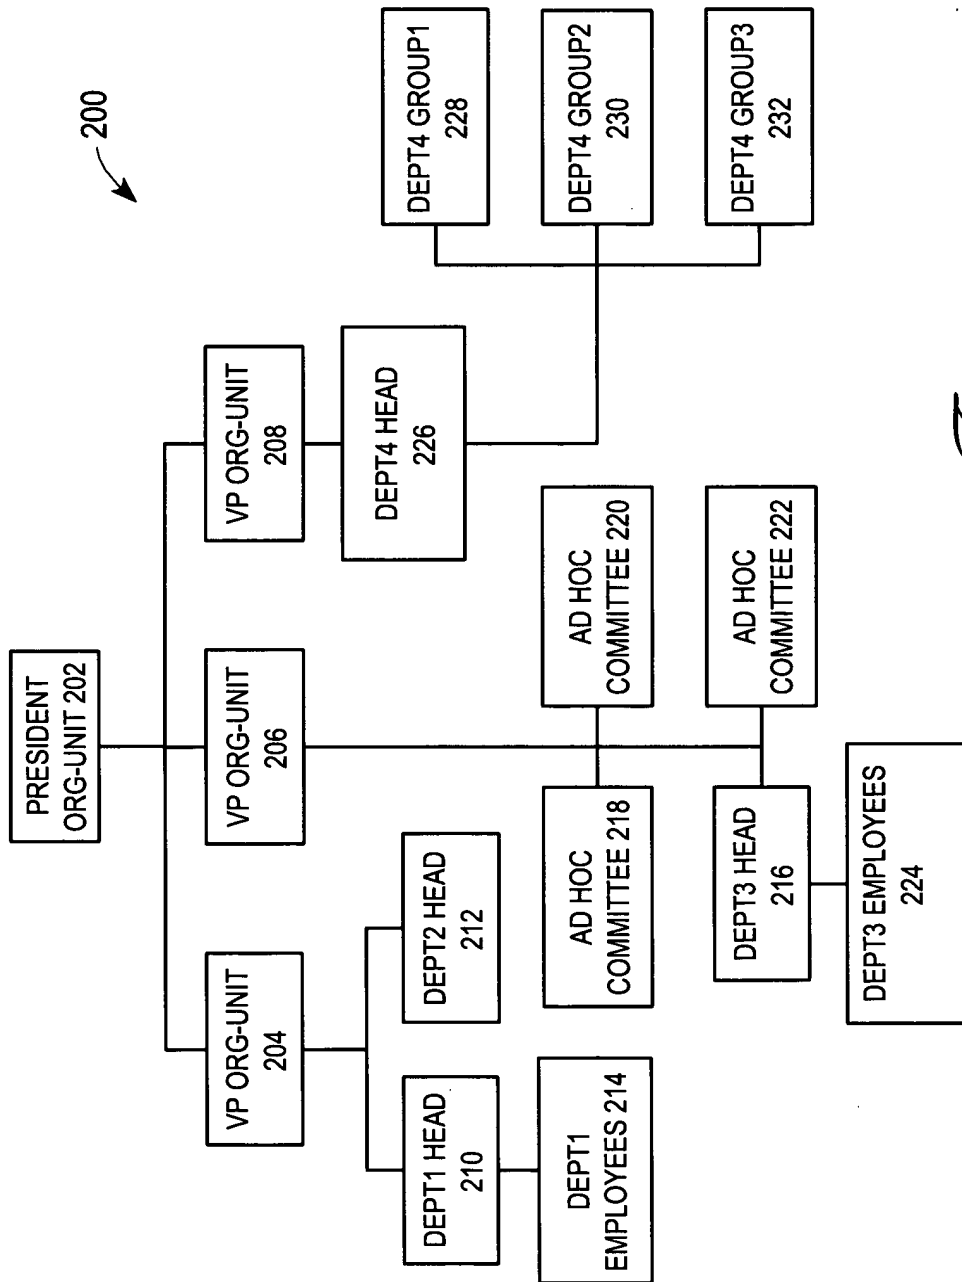 200
PRESIDENT
ORG-UNIT 202
VP ORG-UNIT
204
VP ORG-UNIT
206
VP ORG-UNIT
208
DEPT1 HEAD
210
DEPT2 HEAD
212
DEPT4 HEAD
226
DEPT1
EMPLOYEES 214
AD HOC
COMMITTEE 218
AD HOC
COMMITTEE 220
DEPT3 HEAD
216
AD HOC
COMMITTEE 222
DEPT3 EMPLOYEES
224
DEPT4 GROUP1
228
DEPT4 GROUP2
230
DEPT4 GROUP3
232